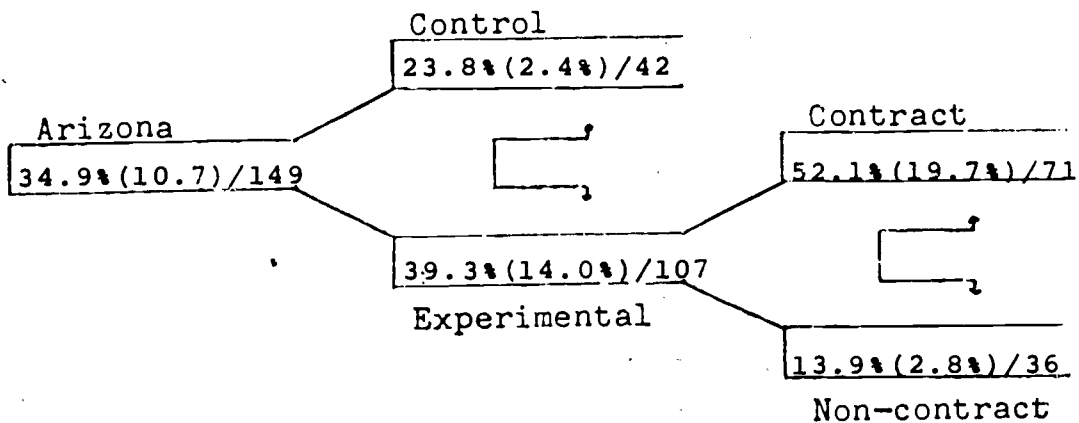 Control
23.8%(2.4%)/42
Arizona
34.9%(10.7)/149
Contract
52.1%(19.7%)/71
39.3%(14.0%)/107
Experimental
13.9%(2.8%)/36
Non-contract